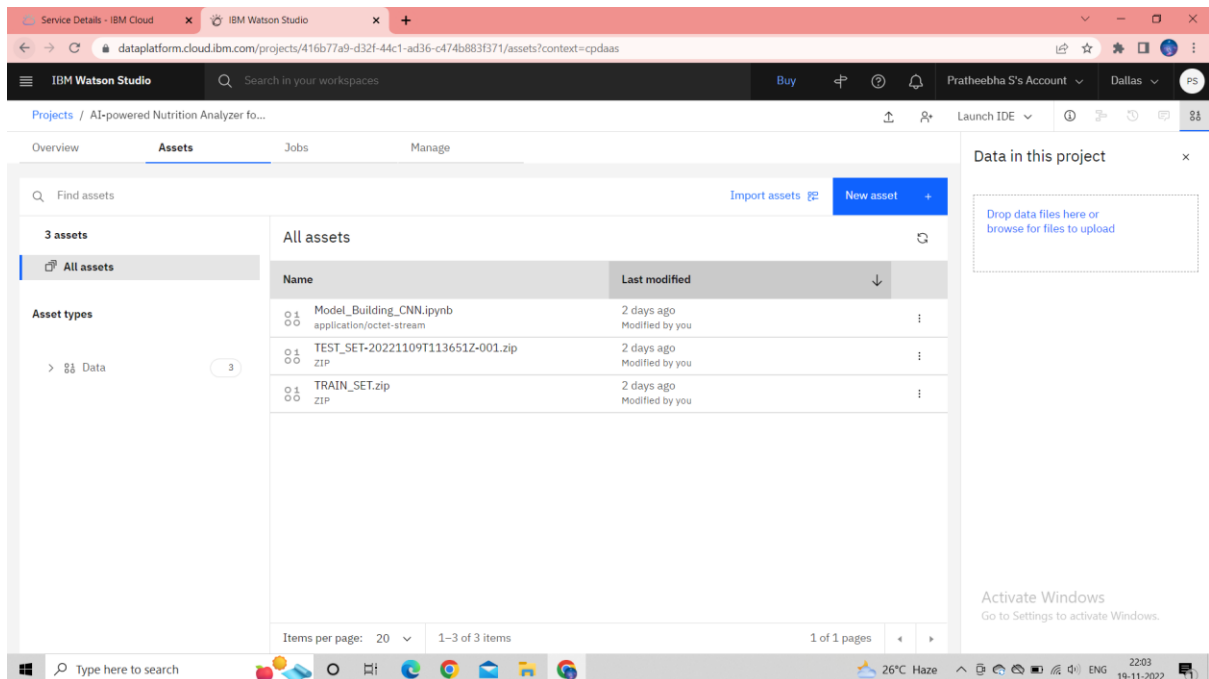 Service Details - IBM Cloud
IBM Watson Studio
dataplatform.cloud.ibm.com/projects/416b77a9-d32f-44c1-ad36-c474b883f371/assets?context=cpdaas
IBM Watson Studio
Search in your workspaces
Buy
Pratheebha S's Account
Dallas
PS
Projects / AI-powered Nutrition Analyzer fo...
Launch IDE
Overview
Assets
Jobs
Manage
Data in this project
Find assets
Import assets
New asset +
Drop data files here or
browse for files to upload
3 assets
All assets
All assets
Name
Last modified
Asset types
Data
3
Model_Building_CNN.ipynb
application/octet-stream
2 days ago
Modified by you
TEST_SET-20221109T113651Z-001.zip
ZIP
2 days ago
Modified by you
TRAIN_SET.zip
ZIP
2 days ago
Modified by you
Activate Windows
Go to Settings to activate Windows.
Items per page: 20
1–3 of 3 items
1 of 1 pages
Type here to search
26°C Haze
ENG
22:03
19-11-2022